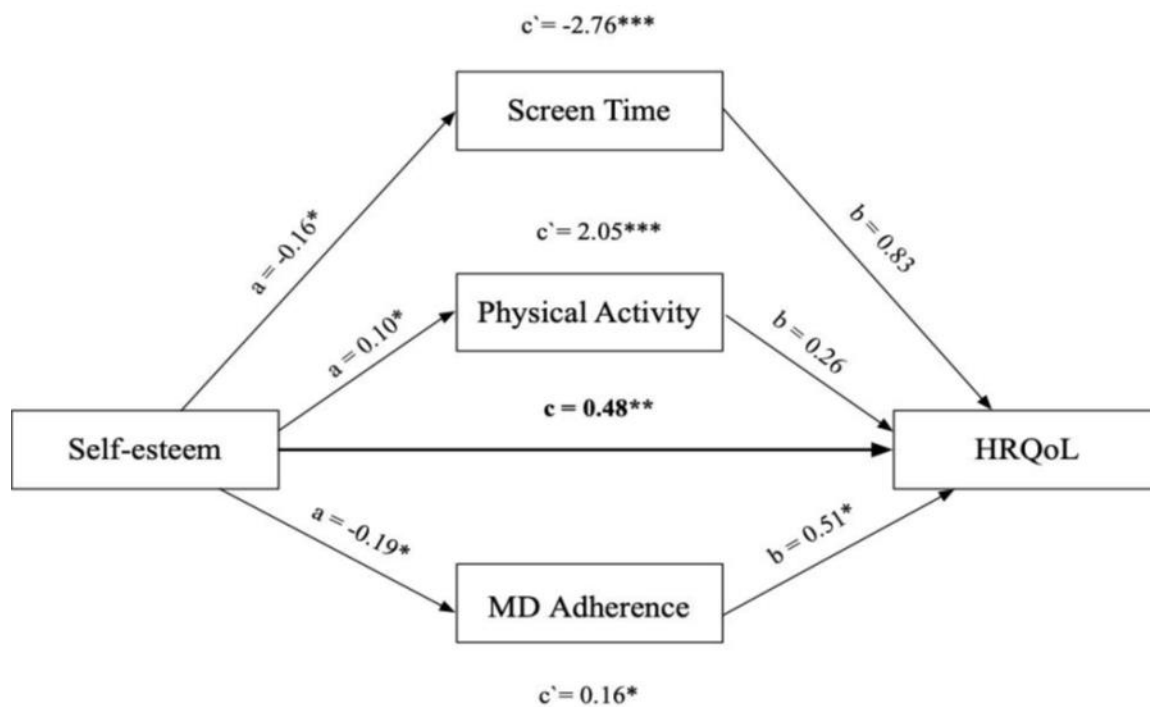 c`= -2.76***
Screen Time
a = -0.16*
b = 0.83
c`= 2.05***
Physical Activity
a = 0.10*
b = 0.26
c = 0.48**
Self-esteem
HRQoL
a = -0.19*
b = 0.51*
MD Adherence
c`= 0.16*